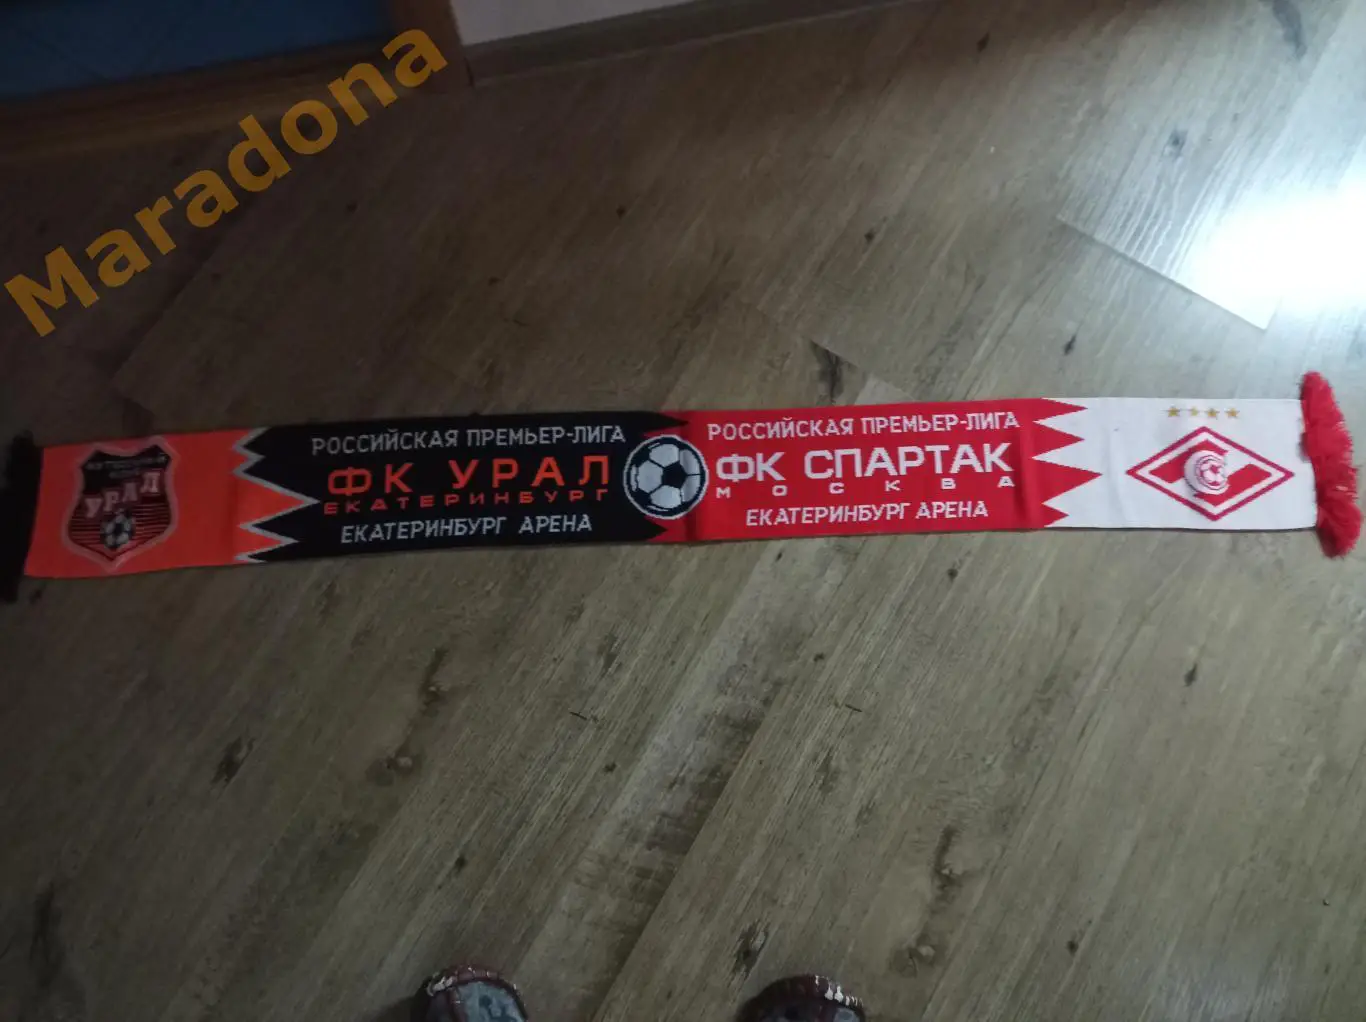 Maradona
УРАЛ
РОССИЙСКАЯ ПРЕМЬЕР-ЛИГА
ФК УРАЛ
ЕКАТЕРИНБУРГ
ЕКАТЕРИНБУРГ АРЕНА
РОССИЙСКАЯ ПРЕМЬЕР-ЛИГА
ФК СПАРТАК
МОСКВА
ЕКАТЕРИНБУРГ АРЕНА